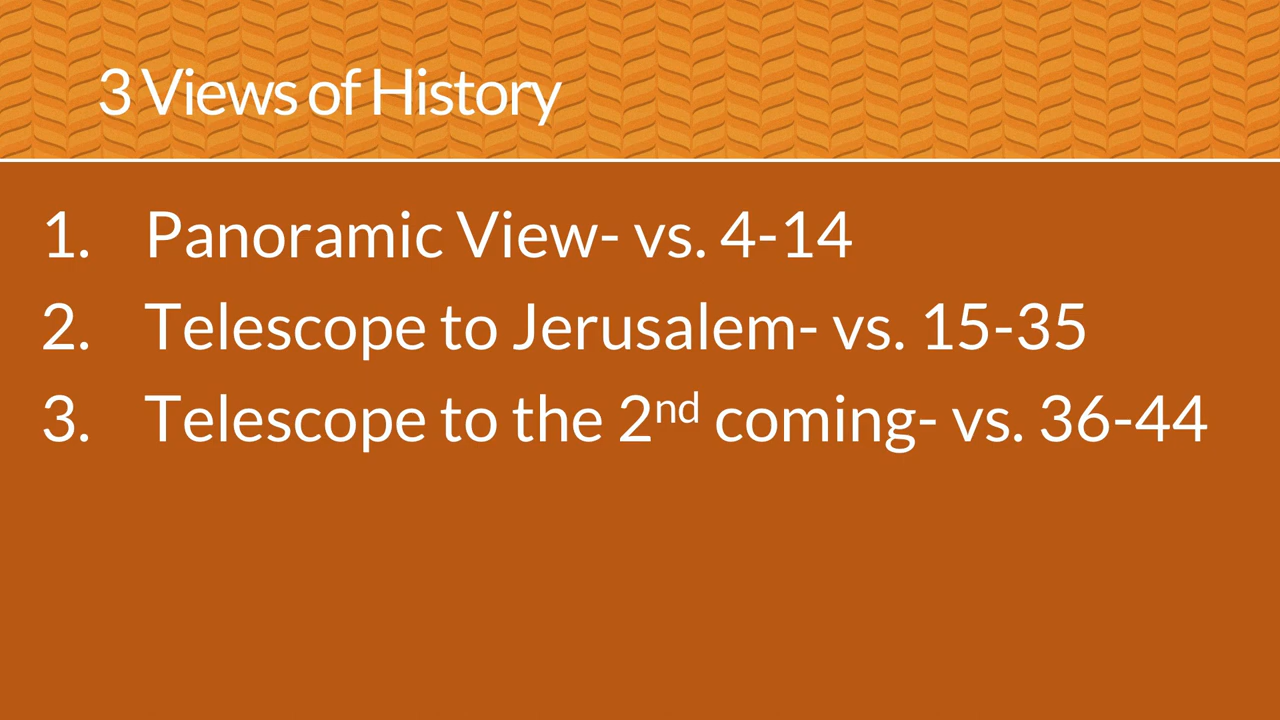 3 Views of History
1. Panoramic View- vs. 4-14
2. Telescope to Jerusalem- vs. 15-35
3. Telescope to the 2nd coming- vs. 36-44